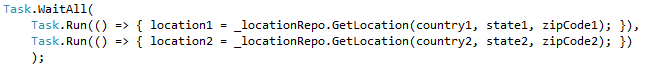 Task.WaitAll(
    Task.Run(() => { location1 = _locationRepo.GetLocation(country1, state1, zipCode1); }),
    Task.Run(() => { location2 = _locationRepo.GetLocation(country2, state2, zipCode2); })
    );